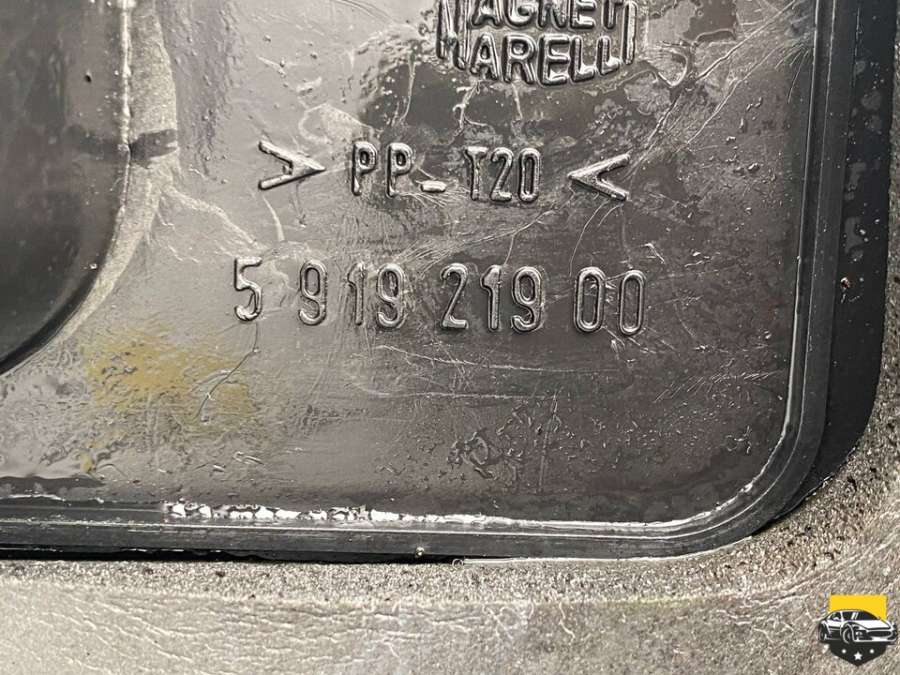 MAGNETI
MARELLI
> PP-T20 <
5 919 219 00